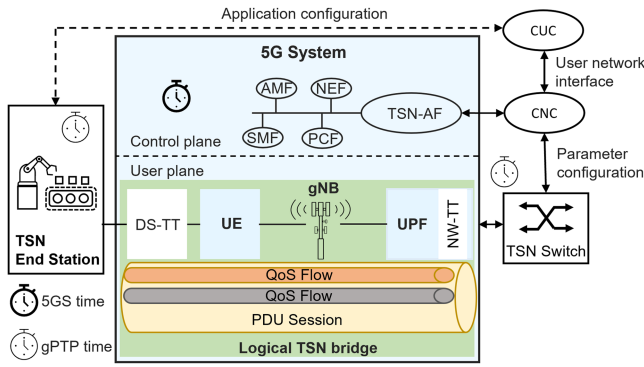 Application configuration
CUC
5G System
User network
interface
AMF
NEF
TSN-AF
CNC
SMF
PCF
Control plane
User plane
Parameter
configuration
gNB
DS-TT
UE
UPF
NW-TT
TSN
End Station
TSN Switch
QoS Flow
QoS Flow
5GS time
PDU Session
gPTP time
Logical TSN bridge